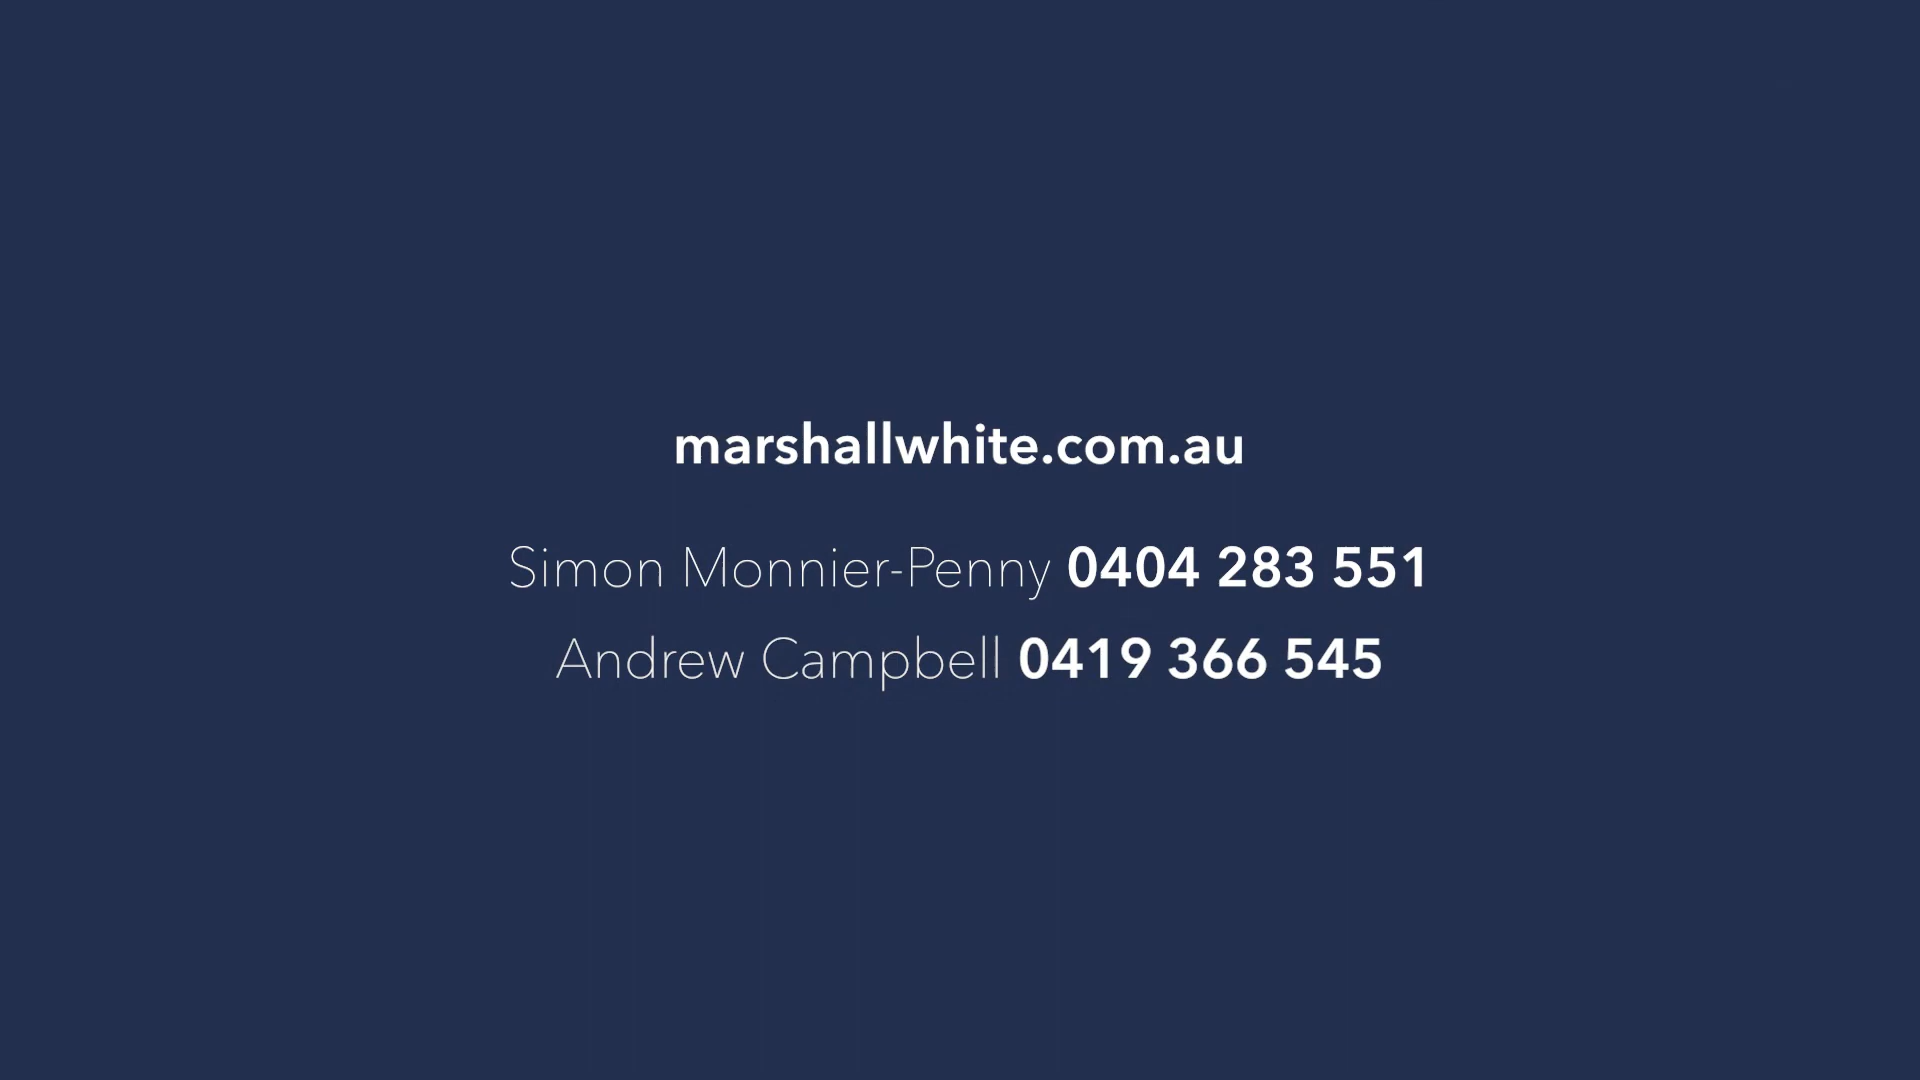 marshallwhite.com.au
Simon Monnier-Penny 0404 283 551
Andrew Campbell 0419 366 545